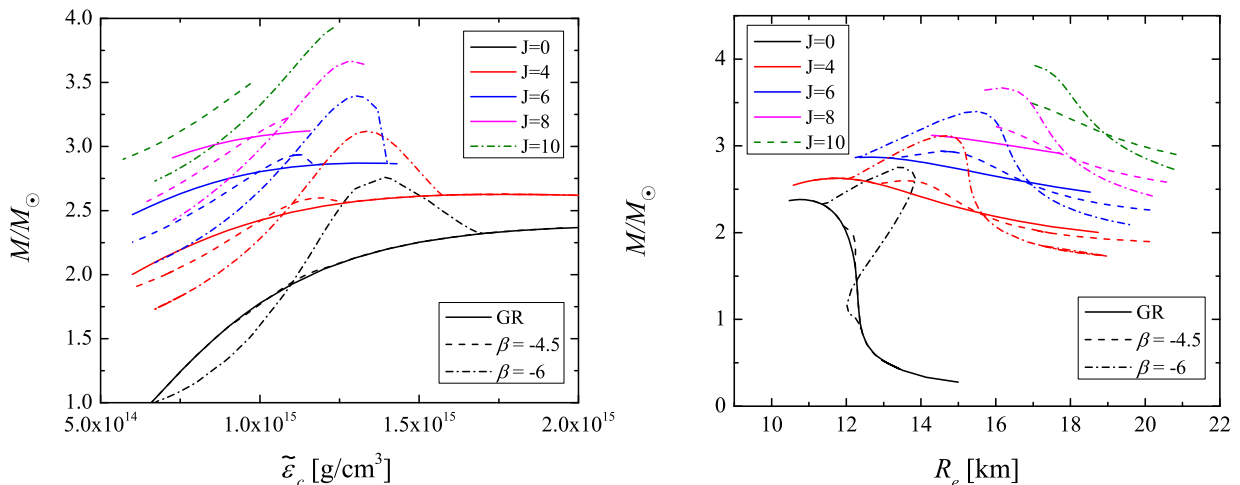 4.0
3.5
3.0
2.5
2.0
1.5
1.0
M/M☉
5.0x10¹⁴
1.0x10¹⁵
1.5x10¹⁵
2.0x10¹⁵
ε̃_c [g/cm³]
J=0
J=4
J=6
J=8
J=10
GR
β = -4.5
β = -6
4
3
2
1
0
M/M☉
10
12
14
16
18
20
22
R_e [km]
J=0
J=4
J=6
J=8
J=10
GR
β = -4.5
β = -6